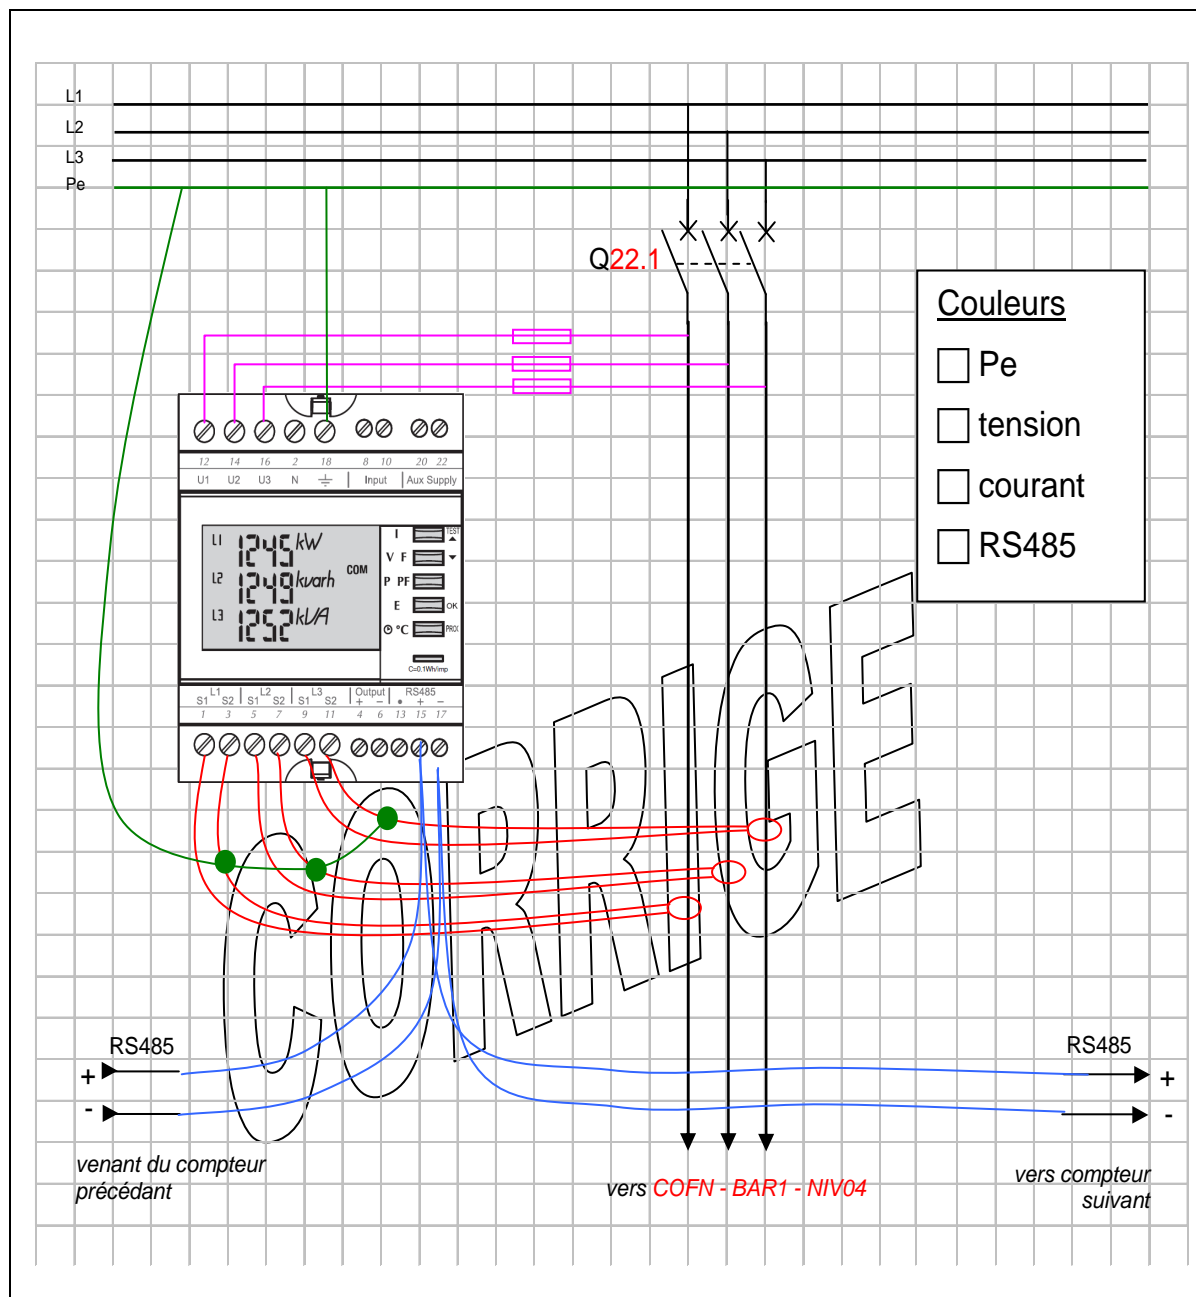 L1
L2
L3
Pe
Q22.1
Couleurs
Pe
tension
courant
RS485
12 14 16 2 18 8 10 20 22
U1 U2 U3 N Input Aux Supply
L1 1245 kW
L2 1249 kvarh
L3 1252 kVA
COM
I TEST
V F
P PF
E OK
°C PROG
C=0.1Wh/imp
L1 L2 L3 Output RS485
S1 S2 S1 S2 S1 S2 + - • + -
1 3 5 7 9 11 4 6 13 15 17
CORRIGE
RS485
+
-
venant du compteur
précédant
vers COFN - BAR1 - NIV04
RS485
+
-
vers compteur
suivant